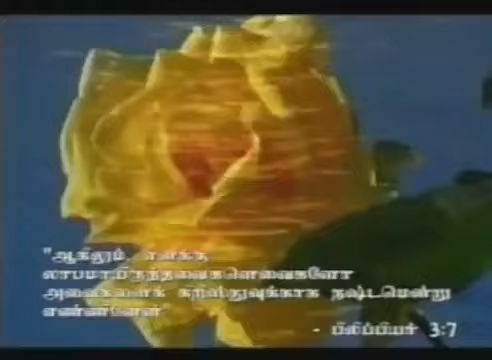 "ஆகிலும், எனக்கு
லாபமாயிருந்தவைகளெவைகளோ
அவைகளைக் கிறிஸ்துவுக்காக நஷ்டமென்று
எண்ணினேன்"
- பிலிப்பியர் 3:7